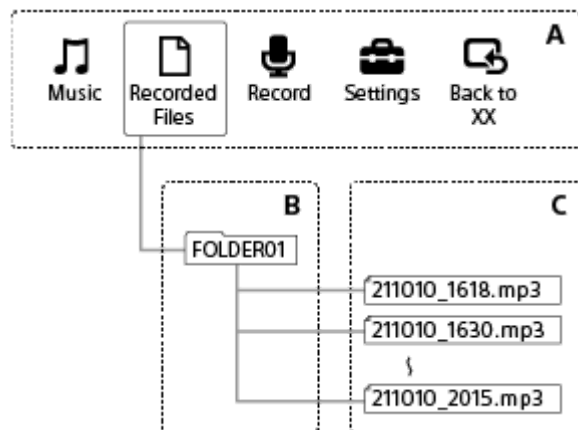 A
Music
Recorded
Files
Record
Settings
Back to
XX
B
C
FOLDER01
211010_1618.mp3
211010_1630.mp3
211010_2015.mp3